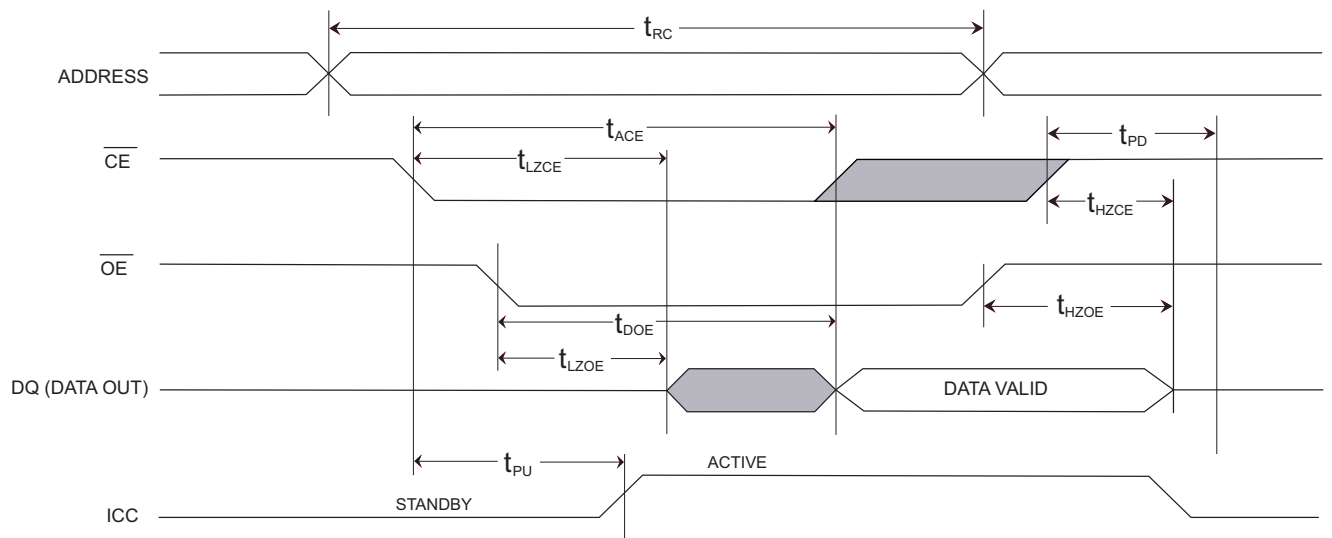 tRC
ADDRESS
tACE
tPD
CE
tLZCE
tHZCE
OE
tHZOE
tDOE
tLZOE
DQ (DATA OUT)
DATA VALID
ACTIVE
tPU
STANDBY
ICC